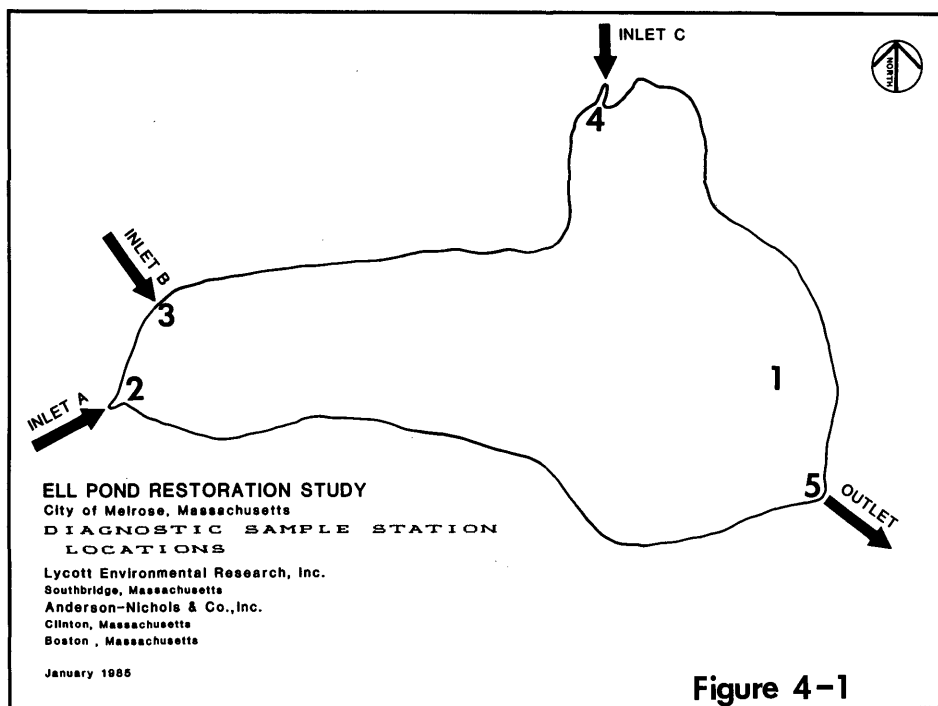 INLET C
NORTH
4
INLET B
3
2
INLET A
1
5
OUTLET
ELL POND RESTORATION STUDY
City of Melrose, Massachusetts
DIAGNOSTIC SAMPLE STATION
LOCATIONS
Lycott Environmental Research, Inc.
Southbridge, Massachusetts
Anderson-Nichols & Co.,Inc.
Clinton, Massachusetts
Boston , Massachusetts
January 1985
Figure 4-1